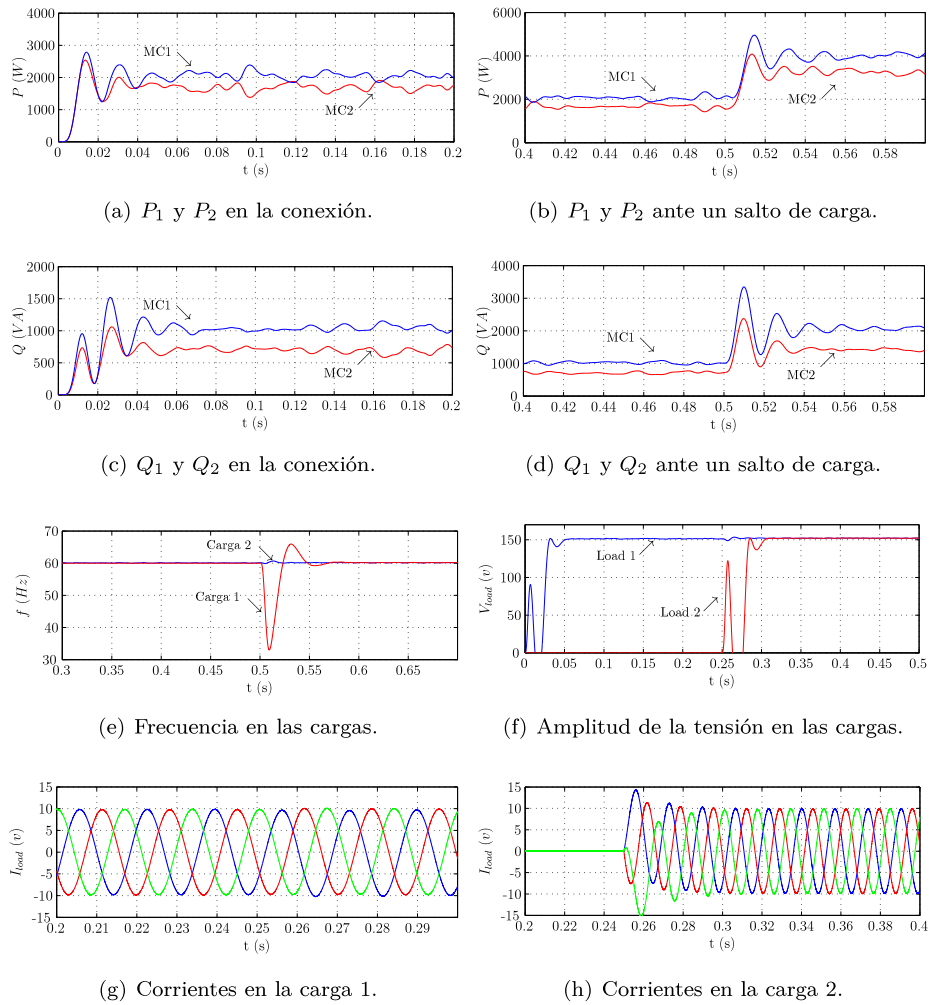 4000
3000
2000
1000
0
P (W)
MC1
MC2
0 0.02 0.04 0.06 0.08 0.1 0.12 0.14 0.16 0.18 0.2
t (s)
(a) P1 y P2 en la conexión.
6000
4000
2000
0
P (W)
MC1
MC2
0.4 0.42 0.44 0.46 0.48 0.5 0.52 0.54 0.56 0.58
t (s)
(b) P1 y P2 ante un salto de carga.
2000
1500
1000
500
0
Q (VA)
MC1
MC2
0 0.02 0.04 0.06 0.08 0.1 0.12 0.14 0.16 0.18 0.2
t (s)
(c) Q1 y Q2 en la conexión.
4000
3000
2000
1000
0
Q (VA)
MC1
MC2
0.4 0.42 0.44 0.46 0.48 0.5 0.52 0.54 0.56 0.58
t (s)
(d) Q1 y Q2 ante un salto de carga.
70
60
50
40
30
f (Hz)
Carga 2
Carga 1
0.3 0.35 0.4 0.45 0.5 0.55 0.6 0.65
t (s)
(e) Frecuencia en las cargas.
150
100
50
0
Vload (v)
Load 1
Load 2
0 0.05 0.1 0.15 0.2 0.25 0.3 0.35 0.4 0.45 0.5
t (s)
(f) Amplitud de la tensión en las cargas.
15
10
5
0
-5
-10
-15
Iload (v)
0.2 0.21 0.22 0.23 0.24 0.25 0.26 0.27 0.28 0.29
t (s)
(g) Corrientes en la carga 1.
15
10
5
0
-5
-10
-15
Iload (v)
0.2 0.22 0.24 0.26 0.28 0.3 0.32 0.34 0.36 0.38 0.4
t (s)
(h) Corrientes en la carga 2.